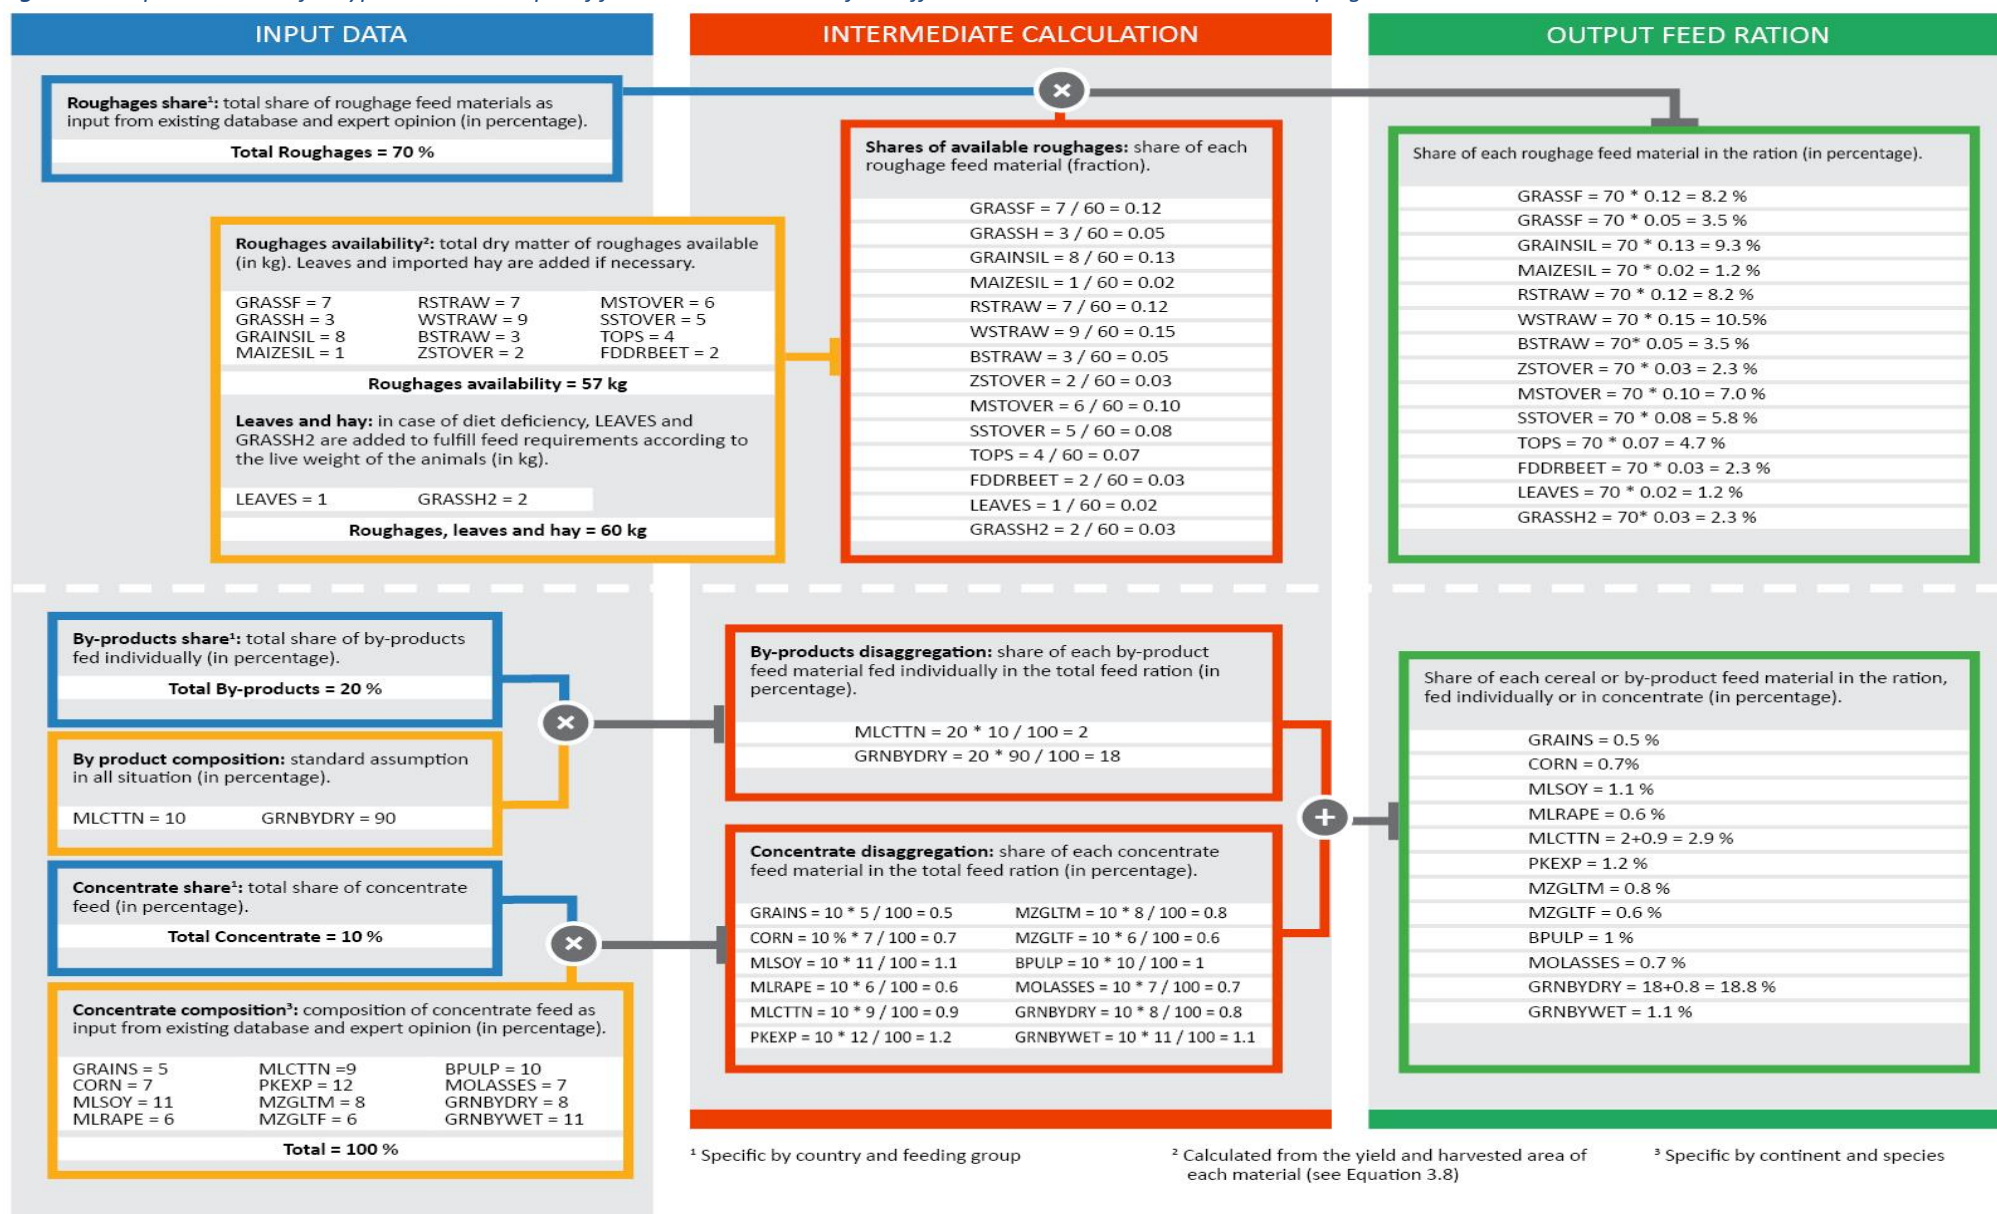 INPUT DATA
Roughages share¹: total share of roughage feed materials as
input from existing database and expert opinion (in percentage).
Total Roughages = 70 %
Roughages availability²: total dry matter of roughages available
(in kg). Leaves and imported hay are added if necessary.
GRASSF = 7 RSTRAW = 7 MSTOVER = 6
GRASSH = 3 WSTRAW = 9 SSTOVER = 5
GRAINSIL = 8 BSTRAW = 3 TOPS = 4
MAIZESIL = 1 ZSTOVER = 2 FDDRBEET = 2
Roughages availability = 57 kg
Leaves and hay: in case of diet deficiency, LEAVES and
GRASSH2 are added to fulfill feed requirements according to
the live weight of the animals (in kg).
LEAVES = 1 GRASSH2 = 2
Roughages, leaves and hay = 60 kg
By-products share¹: total share of by-products
fed individually (in percentage).
Total By-products = 20 %
By product composition: standard assumption
in all situation (in percentage).
MLCTTN = 10 GRNBYDRY = 90
Concentrate share¹: total share of concentrate
feed (in percentage).
Total Concentrate = 10 %
Concentrate composition³: composition of concentrate feed as
input from existing database and expert opinion (in percentage).
GRAINS = 5 MLCTTN =9 BPULP = 10
CORN = 7 PKEXP = 12 MOLASSES = 7
MLSOY = 11 MZGLTM = 8 GRNBYDRY = 8
MLRAPE = 6 MZGLTF = 6 GRNBYWET = 11
Total = 100 %
INTERMEDIATE CALCULATION
×
Shares of available roughages: share of each
roughage feed material (fraction).
GRASSF = 7 / 60 = 0.12
GRASSH = 3 / 60 = 0.05
GRAINSIL = 8 / 60 = 0.13
MAIZESIL = 1 / 60 = 0.02
RSTRAW = 7 / 60 = 0.12
WSTRAW = 9 / 60 = 0.15
BSTRAW = 3 / 60 = 0.05
ZSTOVER = 2 / 60 = 0.03
MSTOVER = 6 / 60 = 0.10
SSTOVER = 5 / 60 = 0.08
TOPS = 4 / 60 = 0.07
FDDRBEET = 2 / 60 = 0.03
LEAVES = 1 / 60 = 0.02
GRASSH2 = 2 / 60 = 0.03
×
By-products disaggregation: share of each by-product
feed material fed individually in the total feed ration (in
percentage).
MLCTTN = 20 * 10 / 100 = 2
GRNBYDRY = 20 * 90 / 100 = 18
×
Concentrate disaggregation: share of each concentrate
feed material in the total feed ration (in percentage).
GRAINS = 10 * 5 / 100 = 0.5 MZGLTM = 10 * 8 / 100 = 0.8
CORN = 10 % * 7 / 100 = 0.7 MZGLTF = 10 * 6 / 100 = 0.6
MLSOY = 10 * 11 / 100 = 1.1 BPULP = 10 * 10 / 100 = 1
MLRAPE = 10 * 6 / 100 = 0.6 MOLASSES = 10 * 7 / 100 = 0.7
MLCTTN = 10 * 9 / 100 = 0.9 GRNBYDRY = 10 * 8 / 100 = 0.8
PKEXP = 10 * 12 / 100 = 1.2 GRNBYWET = 10 * 11 / 100 = 1.1
+
OUTPUT FEED RATION
Share of each roughage feed material in the ration (in percentage).
GRASSF = 70 * 0.12 = 8.2 %
GRASSF = 70 * 0.05 = 3.5 %
GRAINSIL = 70 * 0.13 = 9.3 %
MAIZESIL = 70 * 0.02 = 1.2 %
RSTRAW = 70 * 0.12 = 8.2 %
WSTRAW = 70 * 0.15 = 10.5%
BSTRAW = 70* 0.05 = 3.5 %
ZSTOVER = 70 * 0.03 = 2.3 %
MSTOVER = 70 * 0.10 = 7.0 %
SSTOVER = 70 * 0.08 = 5.8 %
TOPS = 70 * 0.07 = 4.7 %
FDDRBEET = 70 * 0.03 = 2.3 %
LEAVES = 70 * 0.02 = 1.2 %
GRASSH2 = 70* 0.03 = 2.3 %
Share of each cereal or by-product feed material in the ration,
fed individually or in concentrate (in percentage).
GRAINS = 0.5 %
CORN = 0.7%
MLSOY = 1.1 %
MLRAPE = 0.6 %
MLCTTN = 2+0.9 = 2.9 %
PKEXP = 1.2 %
MZGLTM = 0.8 %
MZGLTF = 0.6 %
BPULP = 1 %
MOLASSES = 0.7 %
GRNBYDRY = 18+0.8 = 18.8 %
GRNBYWET = 1.1 %
¹ Specific by country and feeding group
² Calculated from the yield and harvested area of
each material (see Equation 3.8)
³ Specific by continent and species